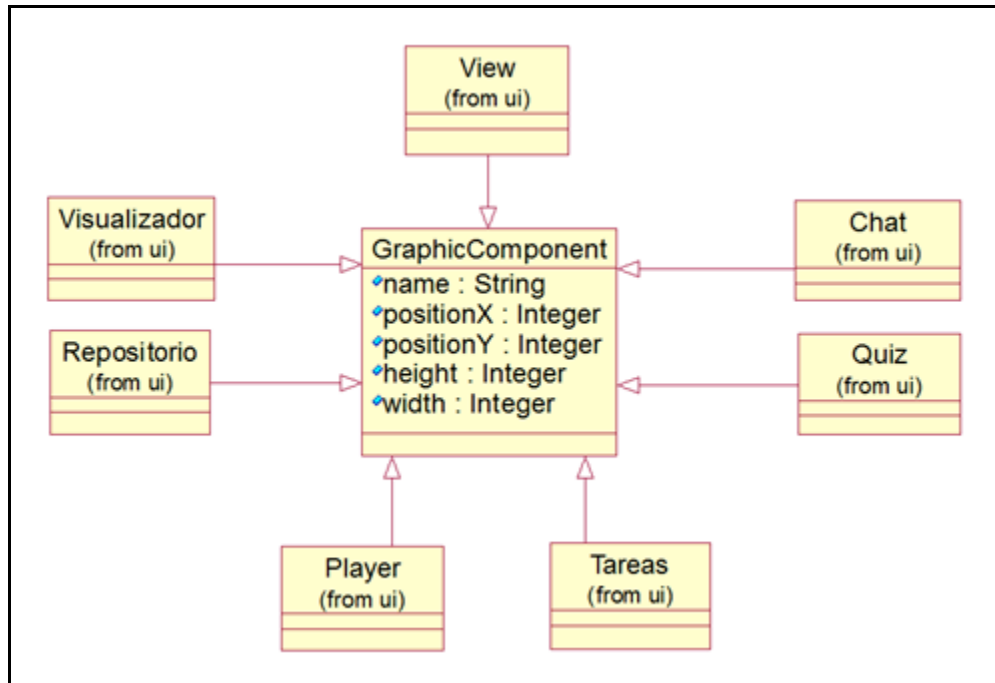 View
(from ui)
Visualizador
(from ui)
GraphicComponent
name : String
positionX : Integer
positionY : Integer
height : Integer
width : Integer
Chat
(from ui)
Repositorio
(from ui)
Quiz
(from ui)
Player
(from ui)
Tareas
(from ui)